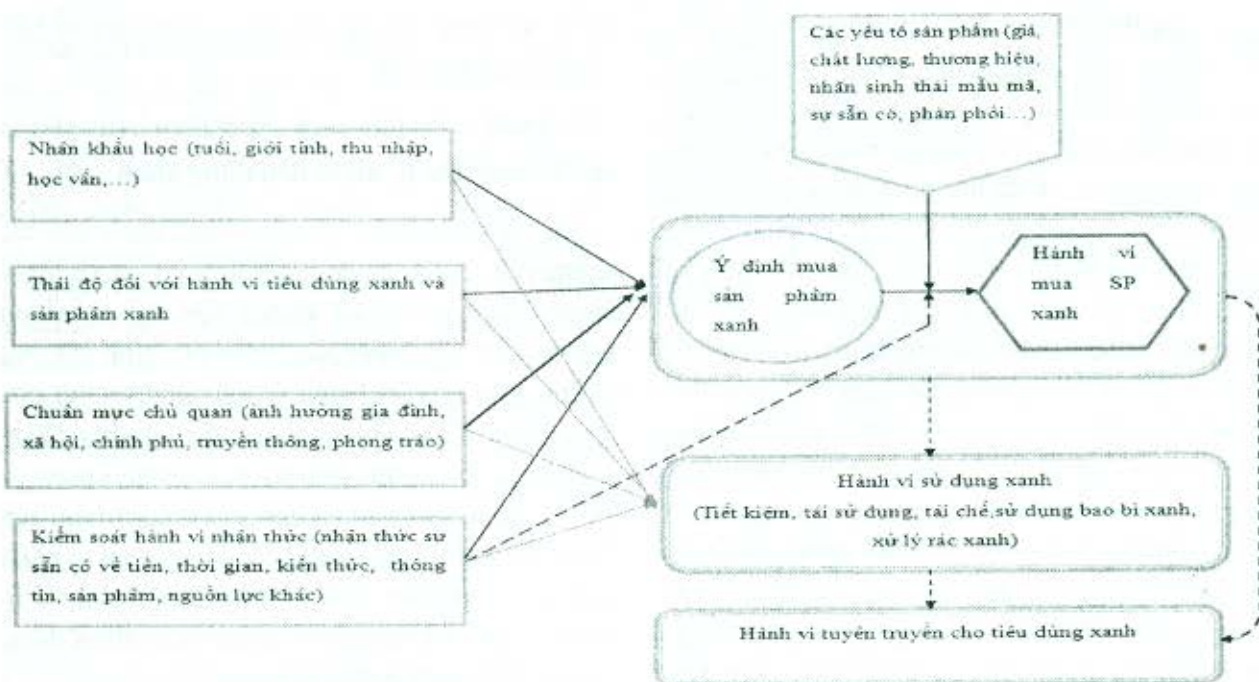 Các yếu tố sản phẩm (giá,
chất lượng, thương hiệu,
nhãn sinh thái mẫu mã,
sự sẵn có, phân phối...)
Nhân khẩu học (tuổi, giới tính, thu nhập,
học vấn,...)
Thái độ đối với hành vi tiêu dùng xanh và
sản phẩm xanh
Chuẩn mực chủ quan (ảnh hưởng gia đình,
xã hội, chính phủ, truyền thông, phong trào)
Kiểm soát hành vi nhận thức (nhận thức sự
sẵn có về tiền, thời gian, kiến thức, thông
tin, sản phẩm, nguồn lực khác)
Ý định mua
sản phẩm
xanh
Hành vi
mua SP
xanh
Hành vi sử dụng xanh
(Tiết kiệm, tái sử dụng, tái chế,sử dụng bao bì xanh,
xử lý rác xanh)
Hành vi tuyên truyền cho tiêu dùng xanh